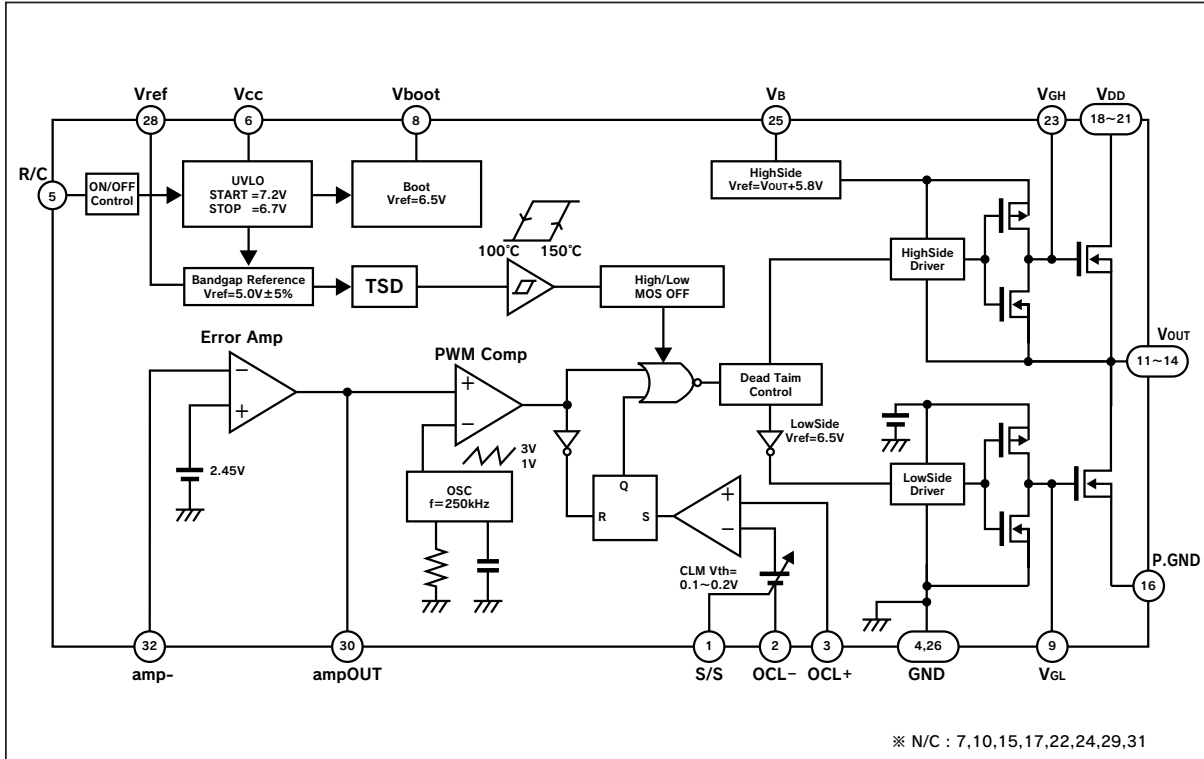 Vref
Vcc
Vboot
VB
VGH
VDD
28
6
8
25
23
18~21
R/C
5
ON/OFF
Control
UVLO
START =7.2V
STOP =6.7V
Boot
Vref=6.5V
HighSide
Vref=VOUT+5.8V
100℃
150℃
HighSide
Driver
Bandgap Reference
Vref=5.0V±5%
TSD
High/Low
MOS OFF
VOUT
11~14
Error Amp
PWM Comp
−
+
+
−
2.45V
3V
1V
OSC
f=250kHz
Dead Taim
Control
LowSide
Vref=6.5V
LowSide
Driver
Q
R
S
+
−
CLM Vth=
0.1~0.2V
P.GND
16
32
30
1
2
3
4,26
9
amp-
ampOUT
S/S
OCL−
OCL+
GND
VGL
※ N/C : 7,10,15,17,22,24,29,31